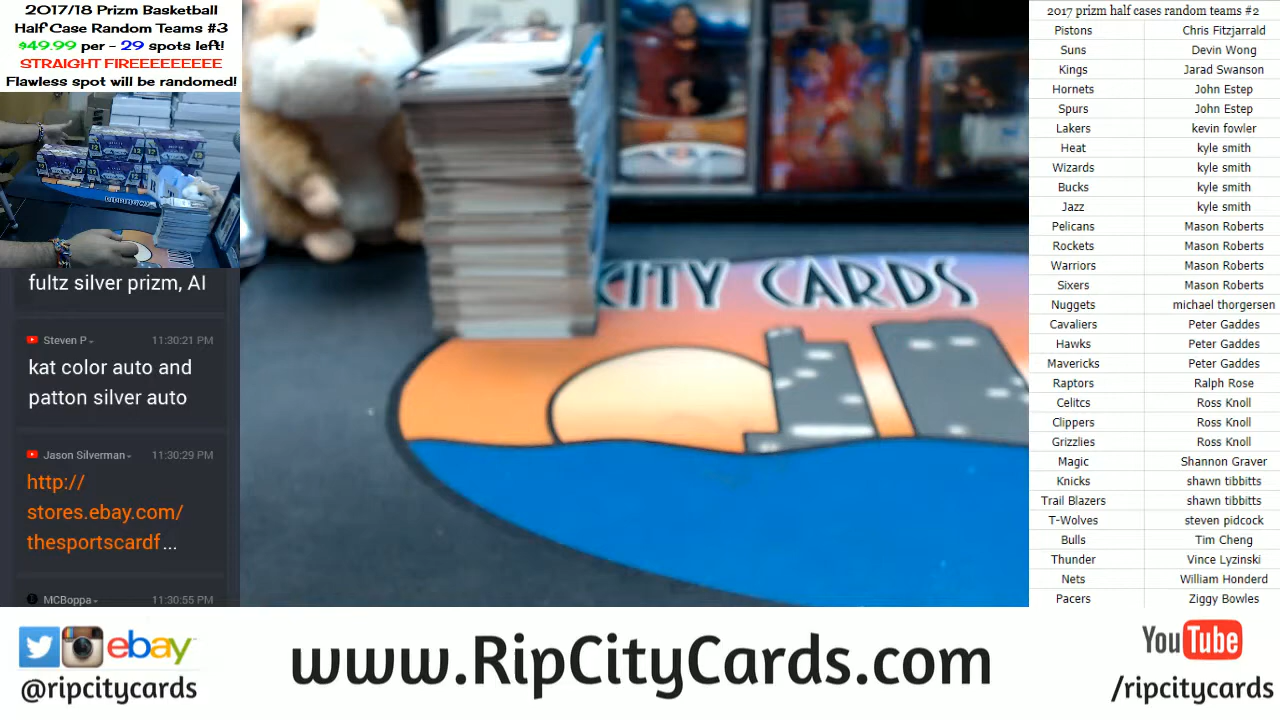 2017/18 Prizm Basketball
Half Case Random Teams #3
$49.99 per - 29 spots left!
STRAIGHT FIREEEEEEEEE
Flawless spot will be randomed!
fultz silver prizm, AI
Steven P 11:30:21 PM
kat color auto and
patton silver auto
Jason Silverman 11:30:29 PM
http://
stores.ebay.com/
thesportscardf...
MCBoppa 11:30:55 PM
CITY CARDS
2017 prizm half cases random teams #2
Pistons Chris Fitzjarrald
Suns Devin Wong
Kings Jarad Swanson
Hornets John Estep
Spurs John Estep
Lakers kevin fowler
Heat kyle smith
Wizards kyle smith
Bucks kyle smith
Jazz kyle smith
Pelicans Mason Roberts
Rockets Mason Roberts
Warriors Mason Roberts
Sixers Mason Roberts
Nuggets michael thorgersen
Cavaliers Peter Gaddes
Hawks Peter Gaddes
Mavericks Peter Gaddes
Raptors Ralph Rose
Celitcs Ross Knoll
Clippers Ross Knoll
Grizzlies Ross Knoll
Magic Shannon Graver
Knicks shawn tibbitts
Trail Blazers shawn tibbitts
T-Wolves steven pidcock
Bulls Tim Cheng
Thunder Vince Lyzinski
Nets William Honderd
Pacers Ziggy Bowles
ebay
@ripcitycards
www.RipCityCards.com
YouTube
/ripcitycards